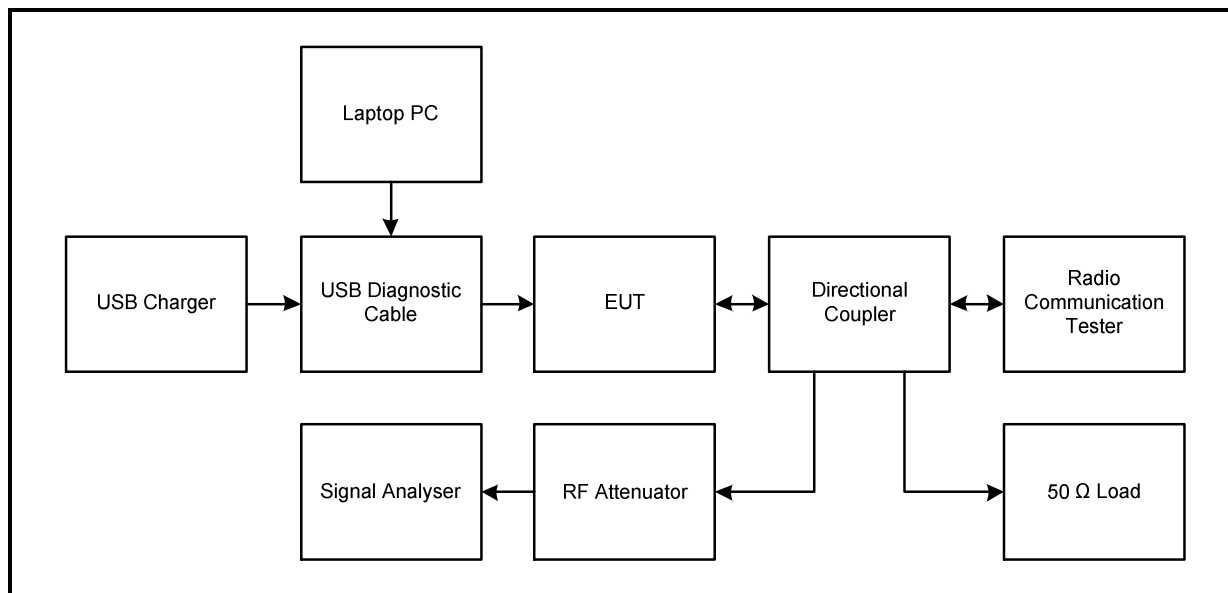 Laptop PC
USB Charger
USB Diagnostic
Cable
EUT
Directional
Coupler
Radio
Communication
Tester
Signal Analyser
RF Attenuator
50 Ω Load